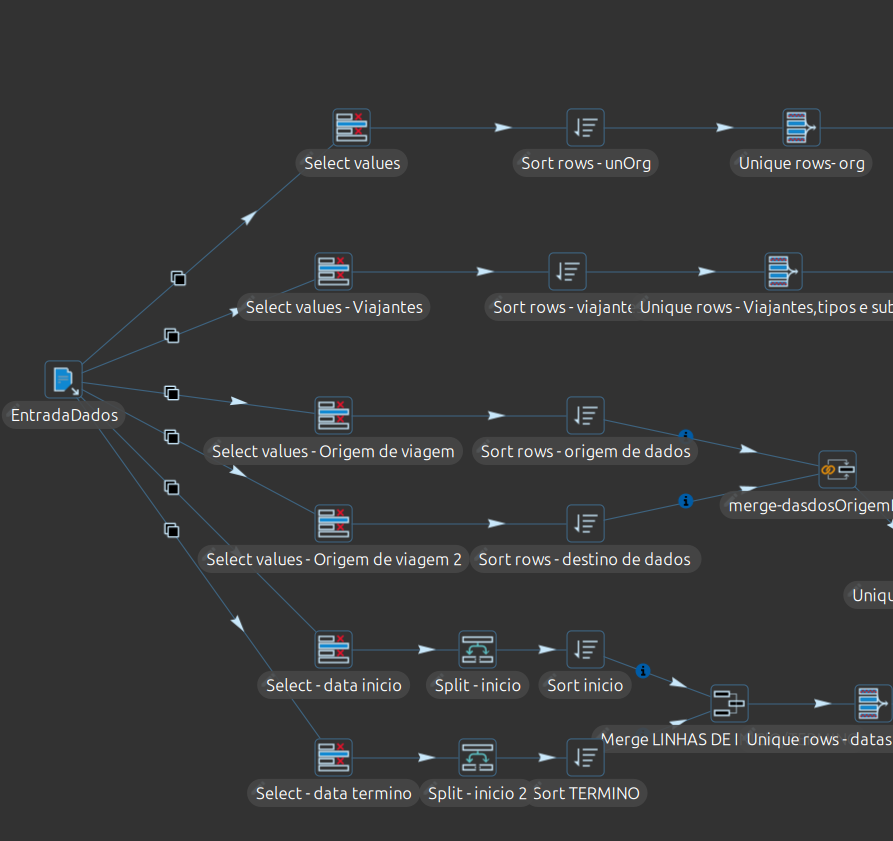 Select values
Sort rows - unOrg
Unique rows- org
Select values - Viajantes
Sort rows - viajante
Unique rows - Viajantes,tipos e sub
EntradaDados
Select values - Origem de viagem
Sort rows - origem de dados
merge-dasdosOrigem
Select values - Origem de viagem 2
Sort rows - destino de dados
Uniqu
Select - data inicio
Split - inicio
Sort inicio
Merge LINHAS DE
Unique rows - datas
Select - data termino
Split - inicio 2
Sort TERMINO